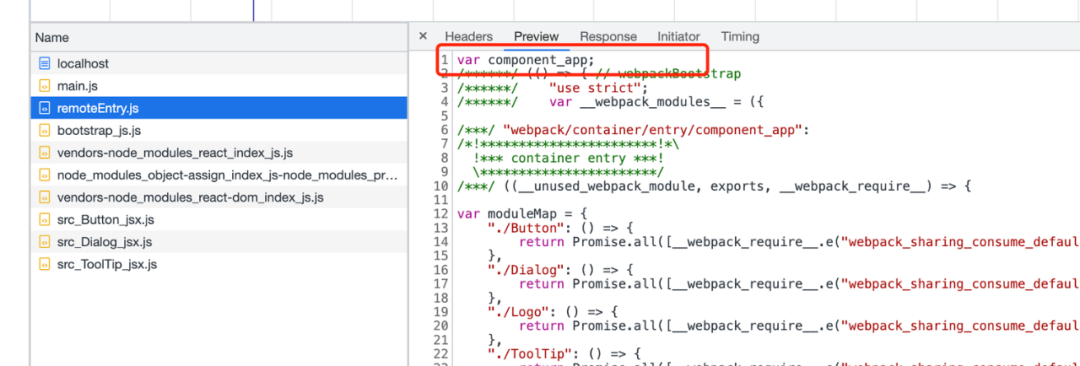 Name
localhost
main.js
remoteEntry.js
bootstrap_js.js
vendors-node_modules_react_index_js.js
node_modules_object-assign_index_js-node_modules_pr...
vendors-node_modules_react-dom_index_js.js
src_Button_jsx.js
src_Dialog_jsx.js
src_ToolTip_jsx.js
× Headers Preview Response Initiator Timing
1 var component_app;
2 /******/ (() => { // webpackBootstrap
3 /******/ "use strict";
4 /******/ var __webpack_modules__ = ({
5
6 /***/ "webpack/container/entry/component_app":
7 /*!***********************!*\
8 !*** container entry ***!
9 \***********************/
10 /***/ ((__unused_webpack_module, exports, __webpack_require__) => {
11
12 var moduleMap = {
13 "./Button": () => {
14 return Promise.all([__webpack_require__.e("webpack_sharing_consume_defaul
15 },
16 "./Dialog": () => {
17 return Promise.all([__webpack_require__.e("webpack_sharing_consume_defaul
18 },
19 "./Logo": () => {
20 return Promise.all([__webpack_require__.e("webpack_sharing_consume_defaul
21 },
22 "./ToolTip": () => {